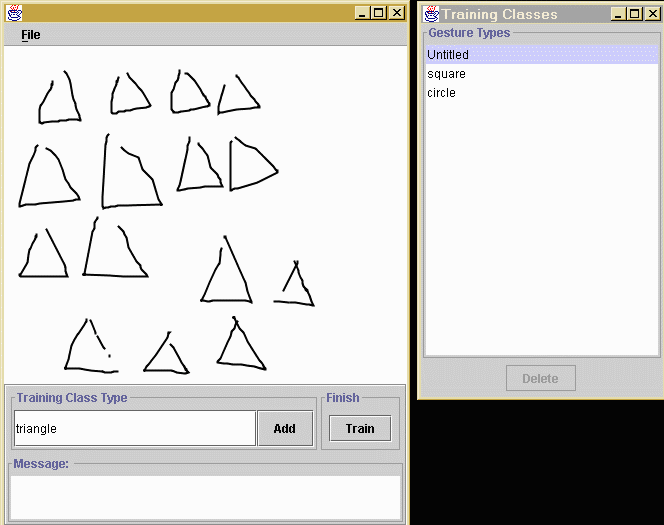 File
Training Class Type
triangle
Add
Finish
Train
Message:
Training Classes
Gesture Types
Untitled
square
circle
Delete